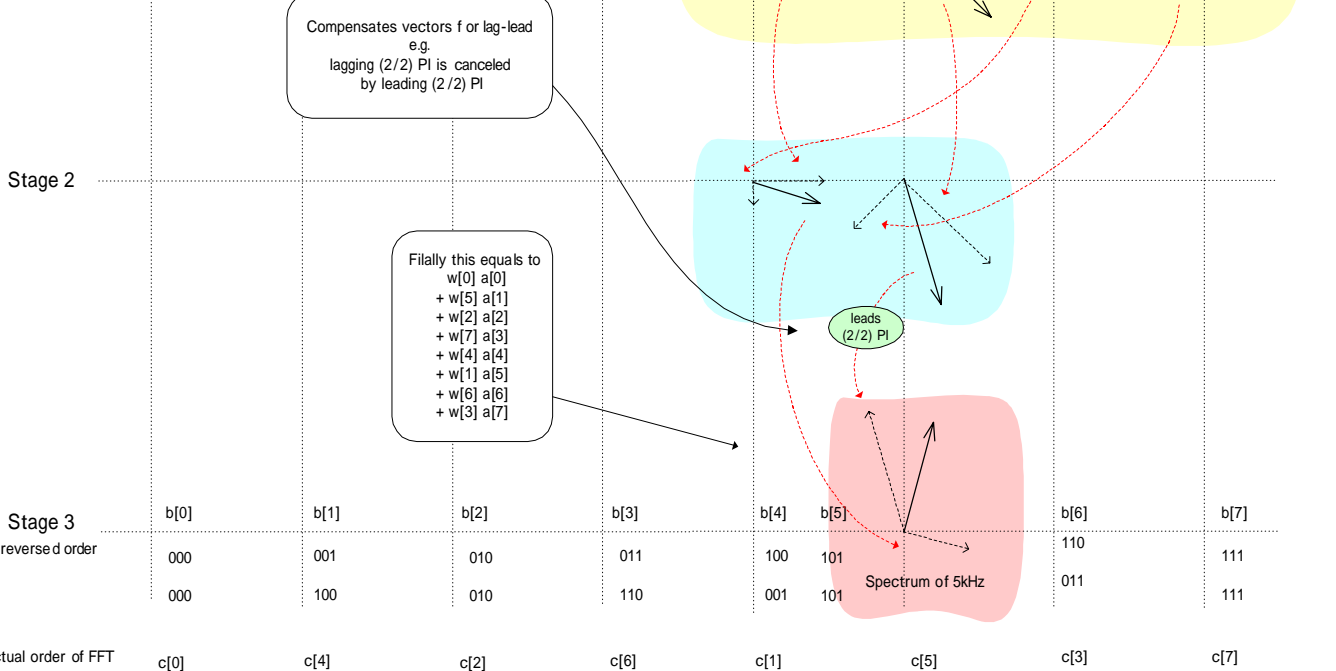 Compensates vectors f or lag-lead
e.g.
lagging (2/2) PI is canceled
by leading (2/2) PI
Stage 2
Filally this equals to
w[0] a[0]
+ w[5] a[1]
+ w[2] a[2]
+ w[7] a[3]
+ w[4] a[4]
+ w[1] a[5]
+ w[6] a[6]
+ w[3] a[7]
leads
(2/2) PI
Stage 3
b[0] b[1] b[2] b[3] b[4] b[5] b[6] b[7]
reversed order
000 001 010 011 100 101 110 111
000 100 010 110 001 101 011 111
Spectrum of 5kHz
ctual order of FFT
c[0] c[4] c[2] c[6] c[1] c[5] c[3] c[7]